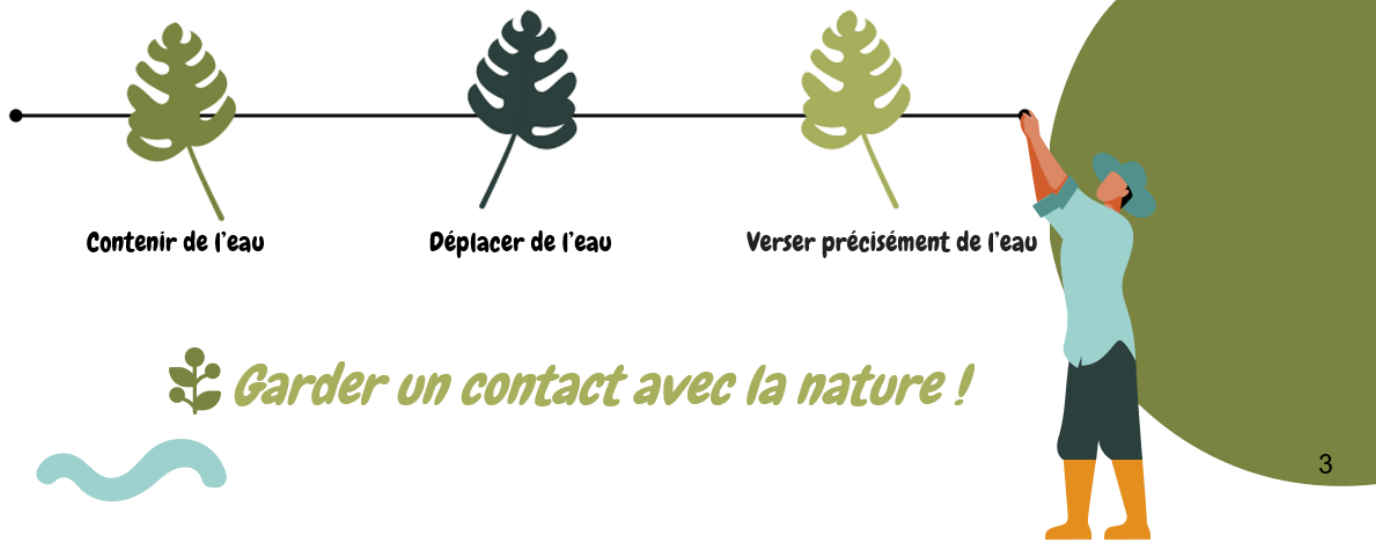 Contenir de l'eau
Déplacer de l'eau
Verser précisément de l'eau
Garder un contact avec la nature !
3